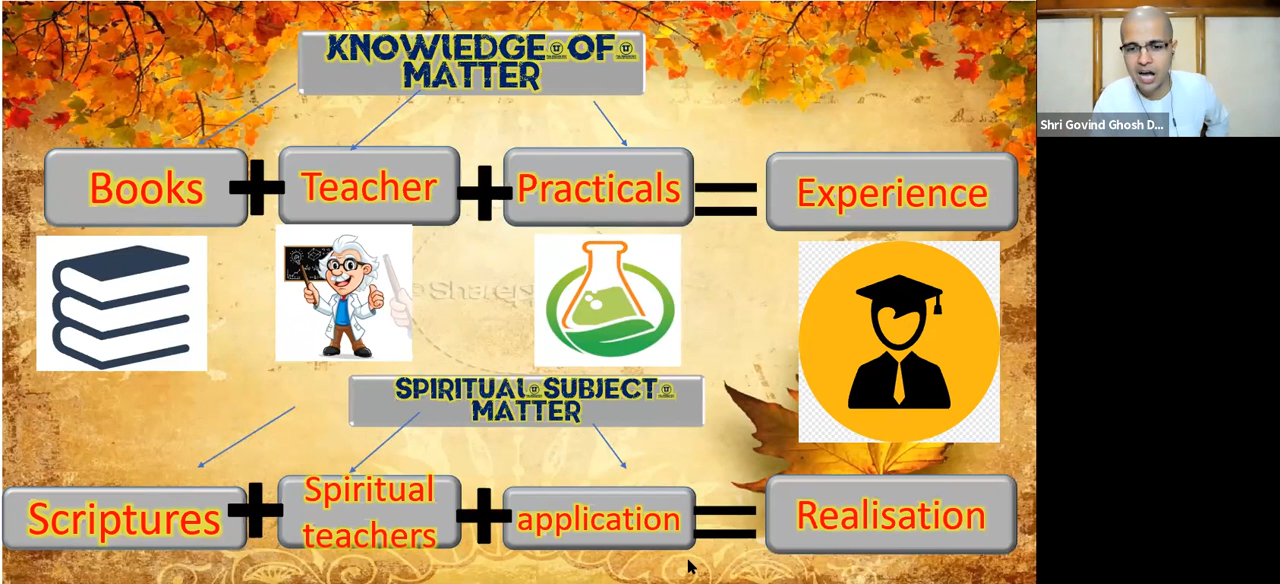 KNOWLEDGE OF
MATTER
Shri Govind Ghosh D...
Books + Teacher + Practicals = Experience
SPIRITUAL SUBJECT
MATTER
Spiritual
Scriptures + teachers + application = Realisation